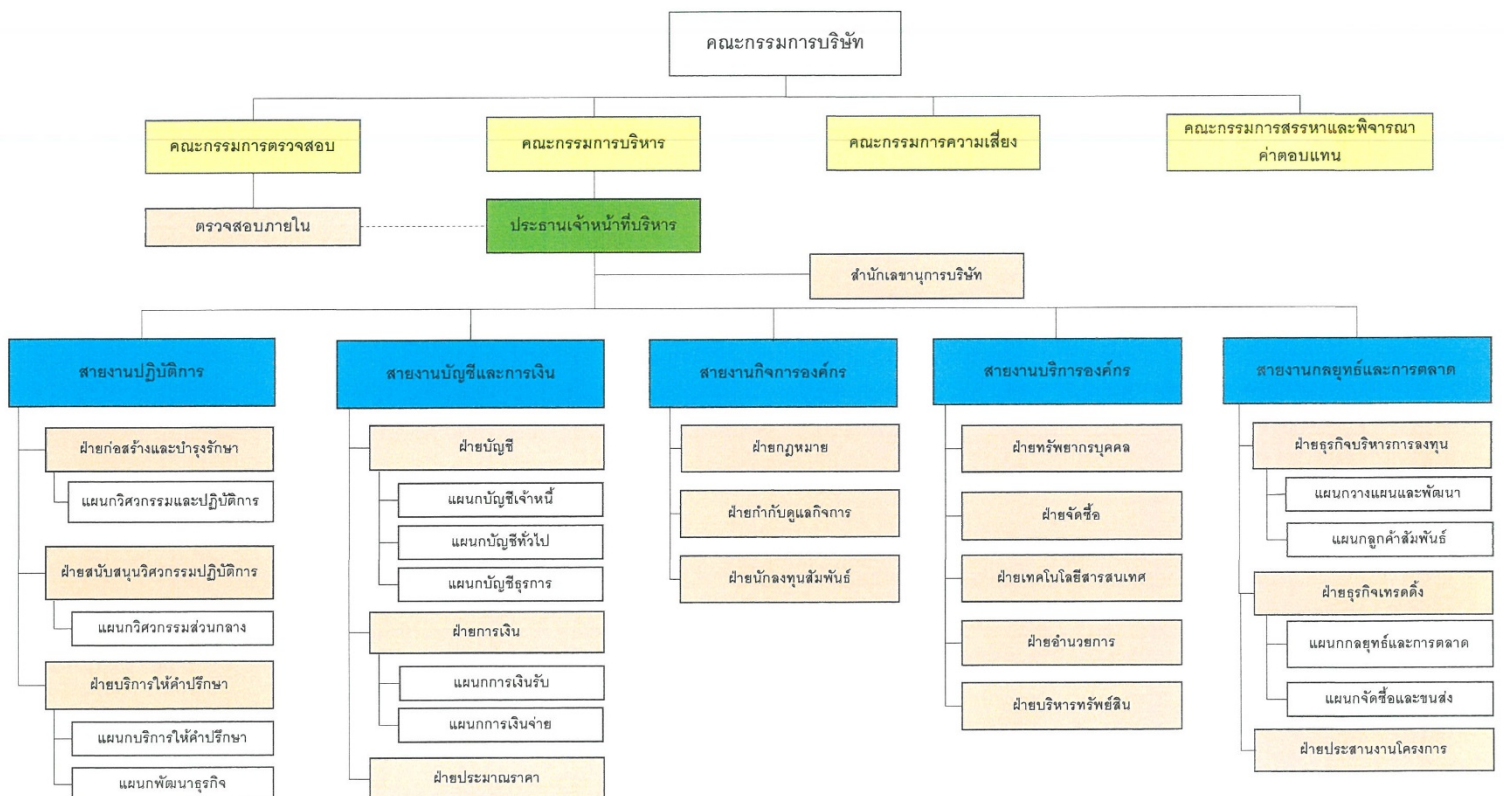 คณะกรรมการบริษัท
คณะกรรมการตรวจสอบ
คณะกรรมการบริหาร
คณะกรรมการความเสี่ยง
คณะกรรมการสรรหาและพิจารณา
ค่าตอบแทน
ตรวจสอบภายใน
ประธานเจ้าหน้าที่บริหาร
สำนักเลขานุการบริษัท
สายงานปฏิบัติการ
ฝ่ายก่อสร้างและบำรุงรักษา
แผนกวิศวกรรมและปฏิบัติการ
ฝ่ายสนับสนุนวิศวกรรมปฏิบัติการ
แผนกวิศวกรรมส่วนกลาง
ฝ่ายบริการให้คำปรึกษา
แผนกบริการให้คำปรึกษา
แผนกพัฒนาธุรกิจ
สายงานบัญชีและการเงิน
ฝ่ายบัญชี
แผนกบัญชีเจ้าหนี้
แผนกบัญชีทั่วไป
แผนกบัญชีธุรการ
ฝ่ายการเงิน
แผนกการเงินรับ
แผนกการเงินจ่าย
ฝ่ายประมาณราคา
สายงานกิจการองค์กร
ฝ่ายกฎหมาย
ฝ่ายกำกับดูแลกิจการ
ฝ่ายนักลงทุนสัมพันธ์
สายงานบริการองค์กร
ฝ่ายทรัพยากรบุคคล
ฝ่ายจัดซื้อ
ฝ่ายเทคโนโลยีสารสนเทศ
ฝ่ายอำนวยการ
ฝ่ายบริหารทรัพย์สิน
สายงานกลยุทธ์และการตลาด
ฝ่ายธุรกิจบริหารการลงทุน
แผนกวางแผนและพัฒนา
แผนกลูกค้าสัมพันธ์
ฝ่ายธุรกิจเทรดดิ้ง
แผนกกลยุทธ์และการตลาด
แผนกจัดซื้อและขนส่ง
ฝ่ายประสานงานโครงการ